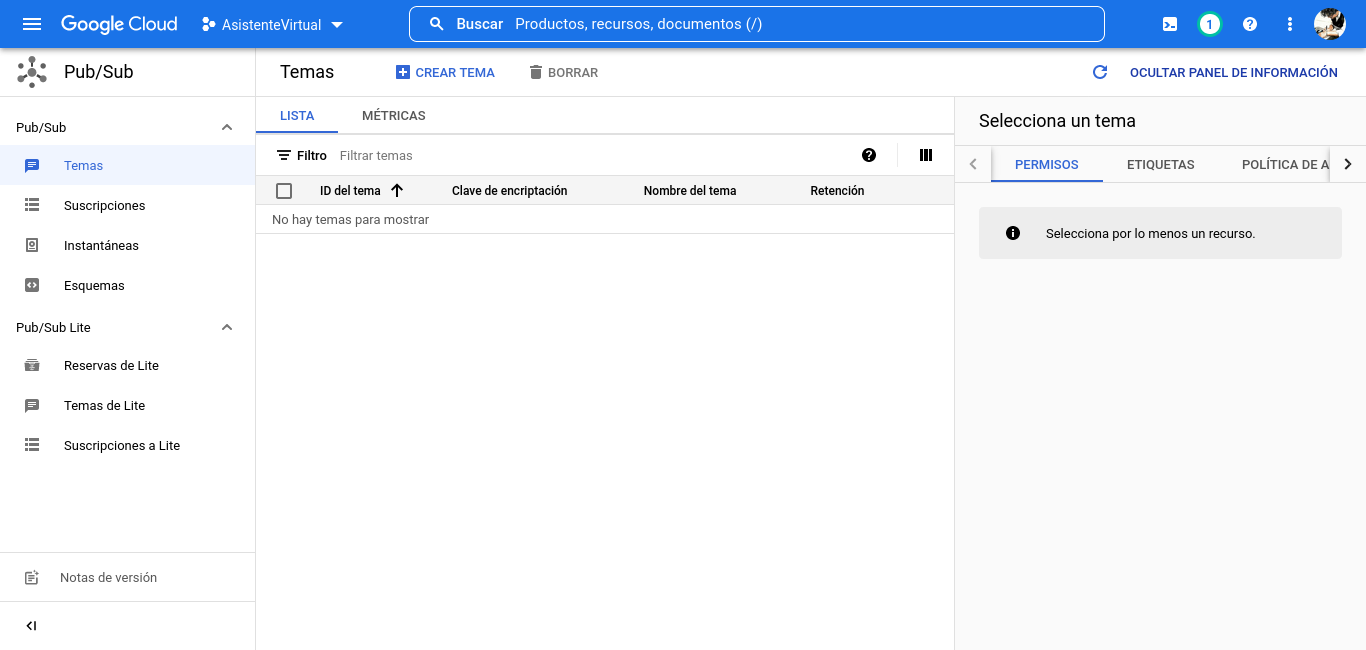 Google Cloud
AsistenteVirtual
Buscar Productos, recursos, documentos (/)
1
Pub/Sub
Temas
CREAR TEMA
BORRAR
OCULTAR PANEL DE INFORMACIÓN
Pub/Sub
Temas
Suscripciones
Instantáneas
Esquemas
Pub/Sub Lite
Reservas de Lite
Temas de Lite
Suscripciones a Lite
Notas de versión
LISTA
MÉTRICAS
Filtro Filtrar temas
ID del tema
Clave de encriptación
Nombre del tema
Retención
No hay temas para mostrar
Selecciona un tema
PERMISOS
ETIQUETAS
POLÍTICA DE A
Selecciona por lo menos un recurso.